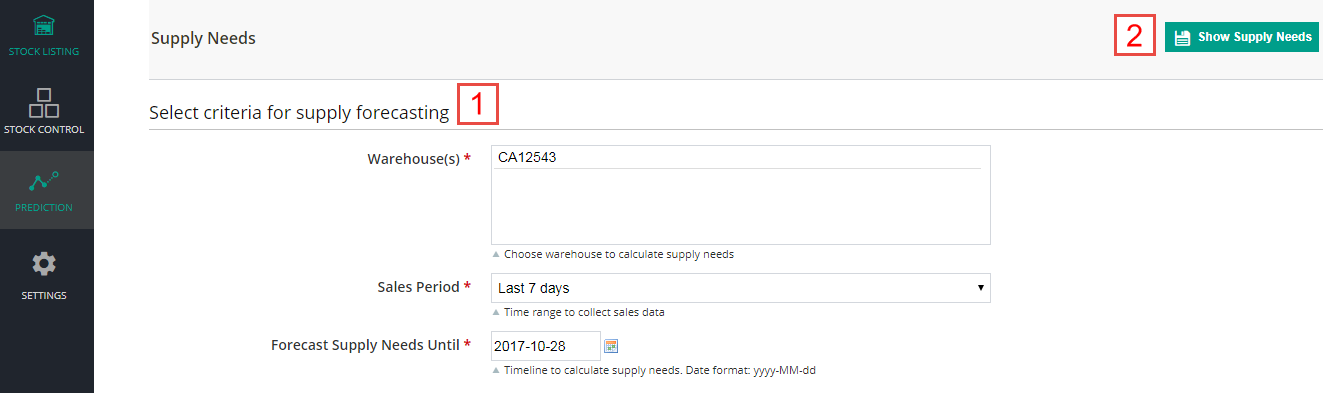 STOCK LISTING
STOCK CONTROL
PREDICTION
SETTINGS
Supply Needs
2
Show Supply Needs
Select criteria for supply forecasting
1
Warehouse(s) *
CA12543
Choose warehouse to calculate supply needs
Sales Period *
Last 7 days
Time range to collect sales data
Forecast Supply Needs Until *
2017-10-28
Timeline to calculate supply needs. Date format: yyyy-MM-dd